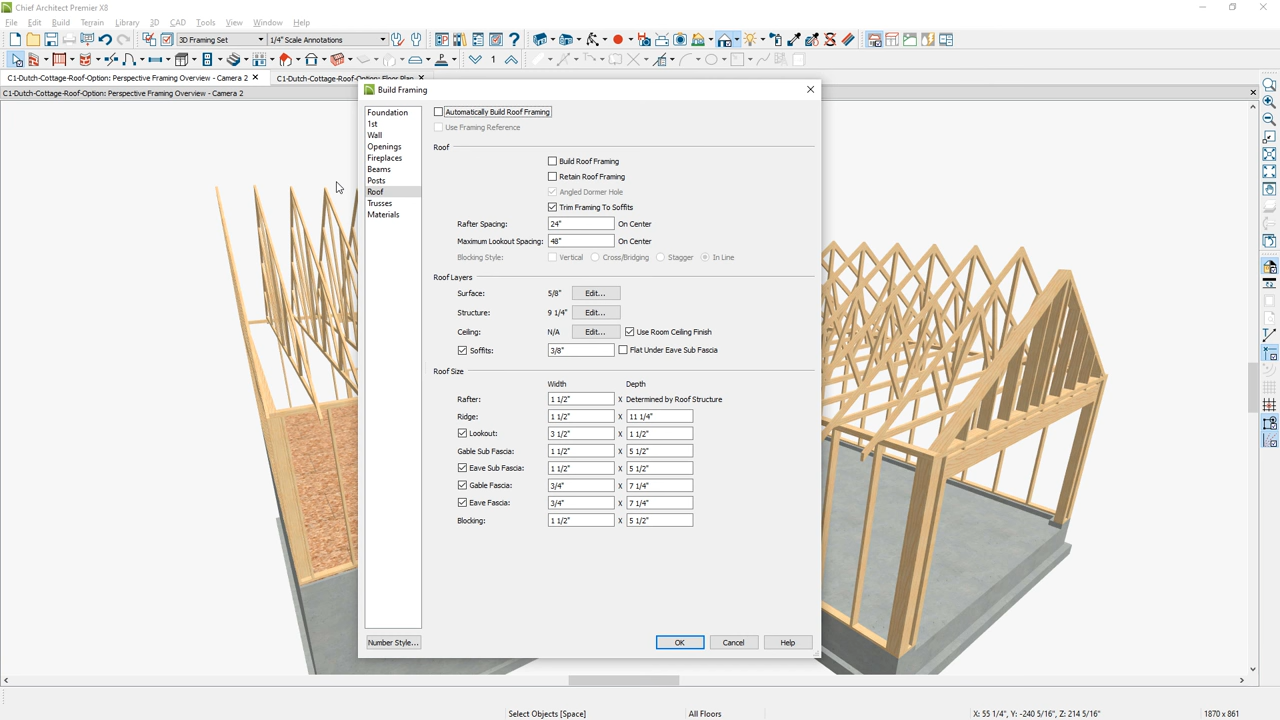 Chief Architect Premier X8
File Edit Build Terrain Library 3D CAD Tools View Window Help
3D Framing Set 1/4" Scale Annotations
1
C1-Dutch-Cottage-Roof-Option: Perspective Framing Overview - Camera 2 C1-Dutch-Cottage-Roof-Option: Floor Plan
C1-Dutch-Cottage-Roof-Option: Perspective Framing Overview - Camera 2
Build Framing
Foundation
1st
Wall
Openings
Fireplaces
Beams
Posts
Roof
Trusses
Materials
Automatically Build Roof Framing
Use Framing Reference
Roof
Build Roof Framing
Retain Roof Framing
Angled Dormer Hole
Trim Framing To Soffits
Rafter Spacing: 24" On Center
Maximum Lookout Spacing: 48" On Center
Blocking Style: Vertical Cross/Bridging Stagger In Line
Roof Layers
Surface: 5/8" Edit...
Structure: 9 1/4" Edit...
Ceiling: N/A Edit... Use Room Ceiling Finish
Soffits: 3/8" Flat Under Eave Sub Fascia
Roof Size
Width Depth
Rafter: 1 1/2" X Determined by Roof Structure
Ridge: 1 1/2" X 11 1/4"
Lookout: 3 1/2" X 1 1/2"
Gable Sub Fascia: 1 1/2" X 5 1/2"
Eave Sub Fascia: 1 1/2" X 5 1/2"
Gable Fascia: 3/4" X 7 1/4"
Eave Fascia: 3/4" X 7 1/4"
Blocking: 1 1/2" X 5 1/2"
Number Style... OK Cancel Help
Select Objects [Space] All Floors X: 55 1/4", Y: -240 5/16", Z: 214 5/16" 1870 x 861